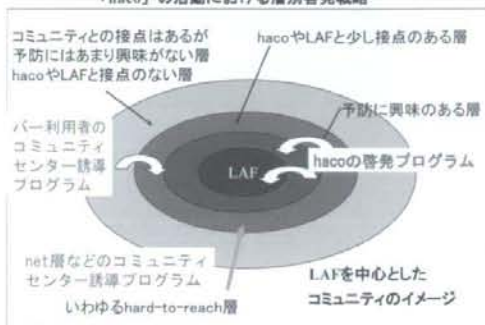 「haco」の活動における層別啓発戦略
コミュニティとの接点はあるが
予防にはあまり興味がない層
hacoやLAFと接点のない層
hacoやLAFと少し接点のある層
予防に興味のある層
バー利用者の
コミュニティ
センター誘導
プログラム
LAF
hacoの啓発プログラム
net層などのコミュニティ
センター誘導プログラム
いわゆるhard-to-reach層
LAFを中心とした
コミュニティのイメージ